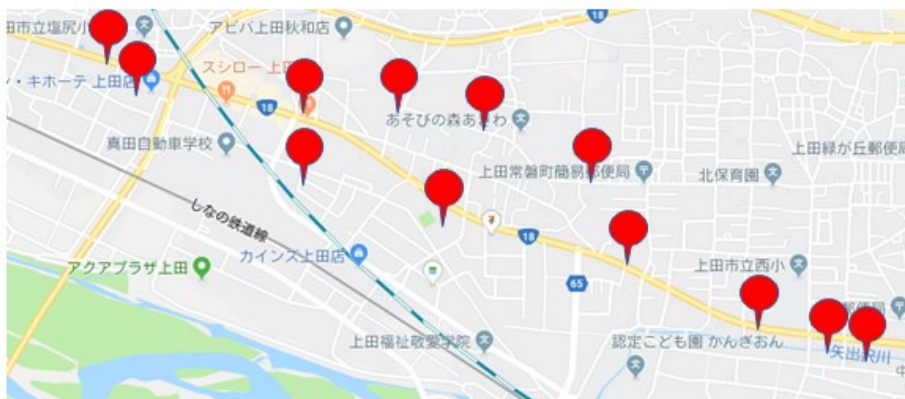 田市立塩尻小
アピバ上田秋和店
スシロー 上田
ン・キホーテ 上田店
18
18
あそびの森あきわ
真田自動車学校
上田常磐町簡易郵便局
北保育園
上田緑が丘郵便局
しなの鉄道線
18
カインズ上田店
アクアプラザ上田
上田市立西小
65
郵便局
上田福祉敬愛学院
認定こども園 かんぎおん
矢出沢川
中